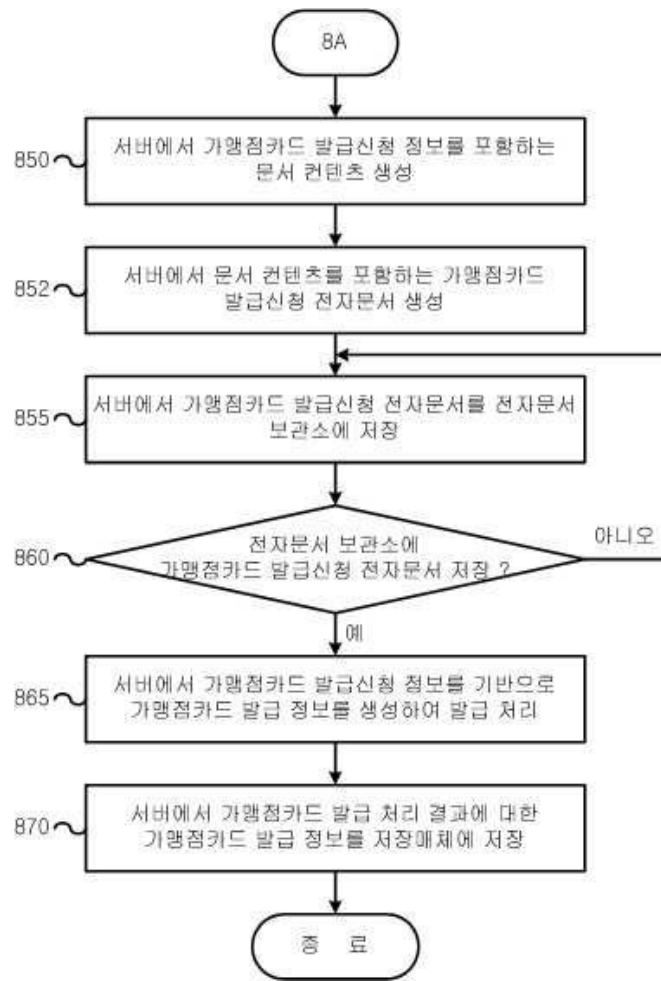 8A
850
서버에서 가맹점카드 발급신청 정보를 포함하는
문서 컨텐츠 생성
852
서버에서 문서 컨텐츠를 포함하는 가맹점카드
발급신청 전자문서 생성
855
서버에서 가맹점카드 발급신청 전자문서를 전자문서
보관소에 저장
860
전자문서 보관소에
가맹점카드 발급신청 전자문서 저장 ?
아니오
예
865
서버에서 가맹점카드 발급신청 정보를 기반으로
가맹점카드 발급 정보를 생성하여 발급 처리
870
서버에서 가맹점카드 발급 처리 결과에 대한
가맹점카드 발급 정보를 저장매체에 저장
종 료